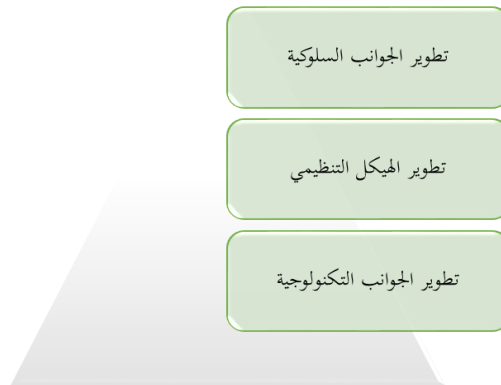 تطوير الجوانب السلوكية
تطوير الهيكل التنظيمي
تطوير الجوانب التكنولوجية